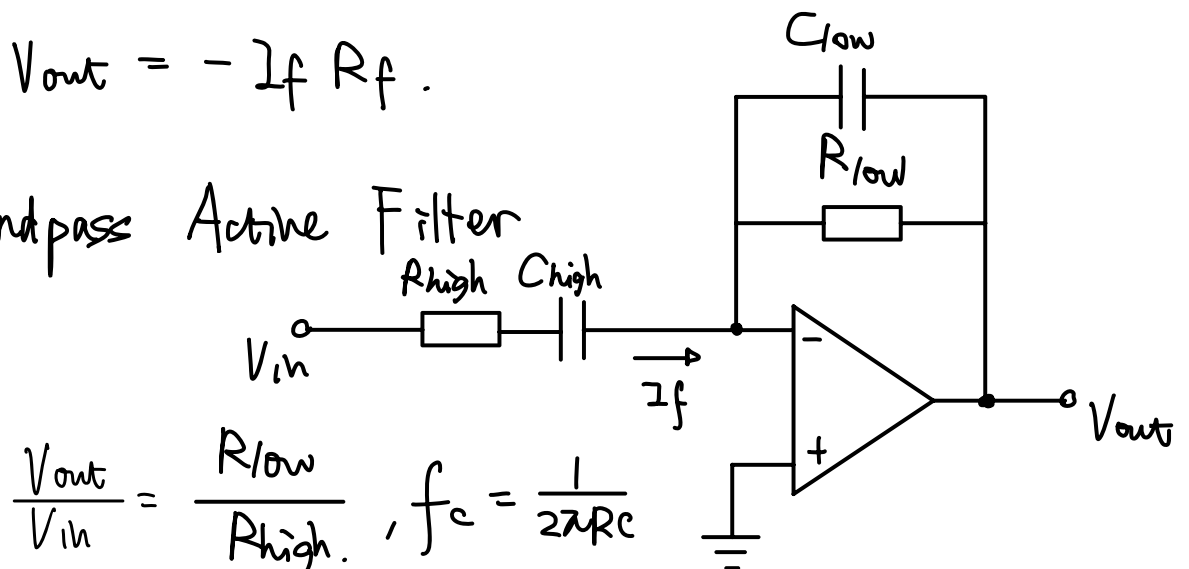 Vout = - If Rf .
ndpass Active Filter
Clow
Rlow
Rhigh
Chigh
Vin
If
-
+
Vout
Vout / Vin = Rlow / Rhigh. , fc = 1 / 2πRC